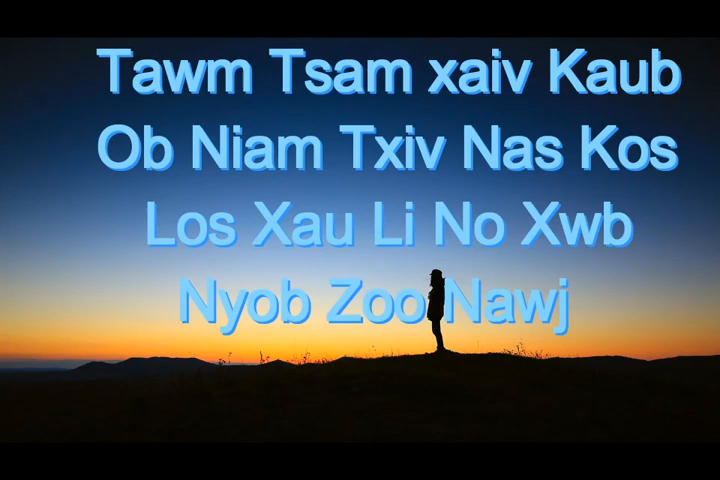 Tawm Tsam xaiv Kaub
Ob Niam Txiv Nas Kos
Los Xau Li No Xwb
Nyob Zoo Nawj